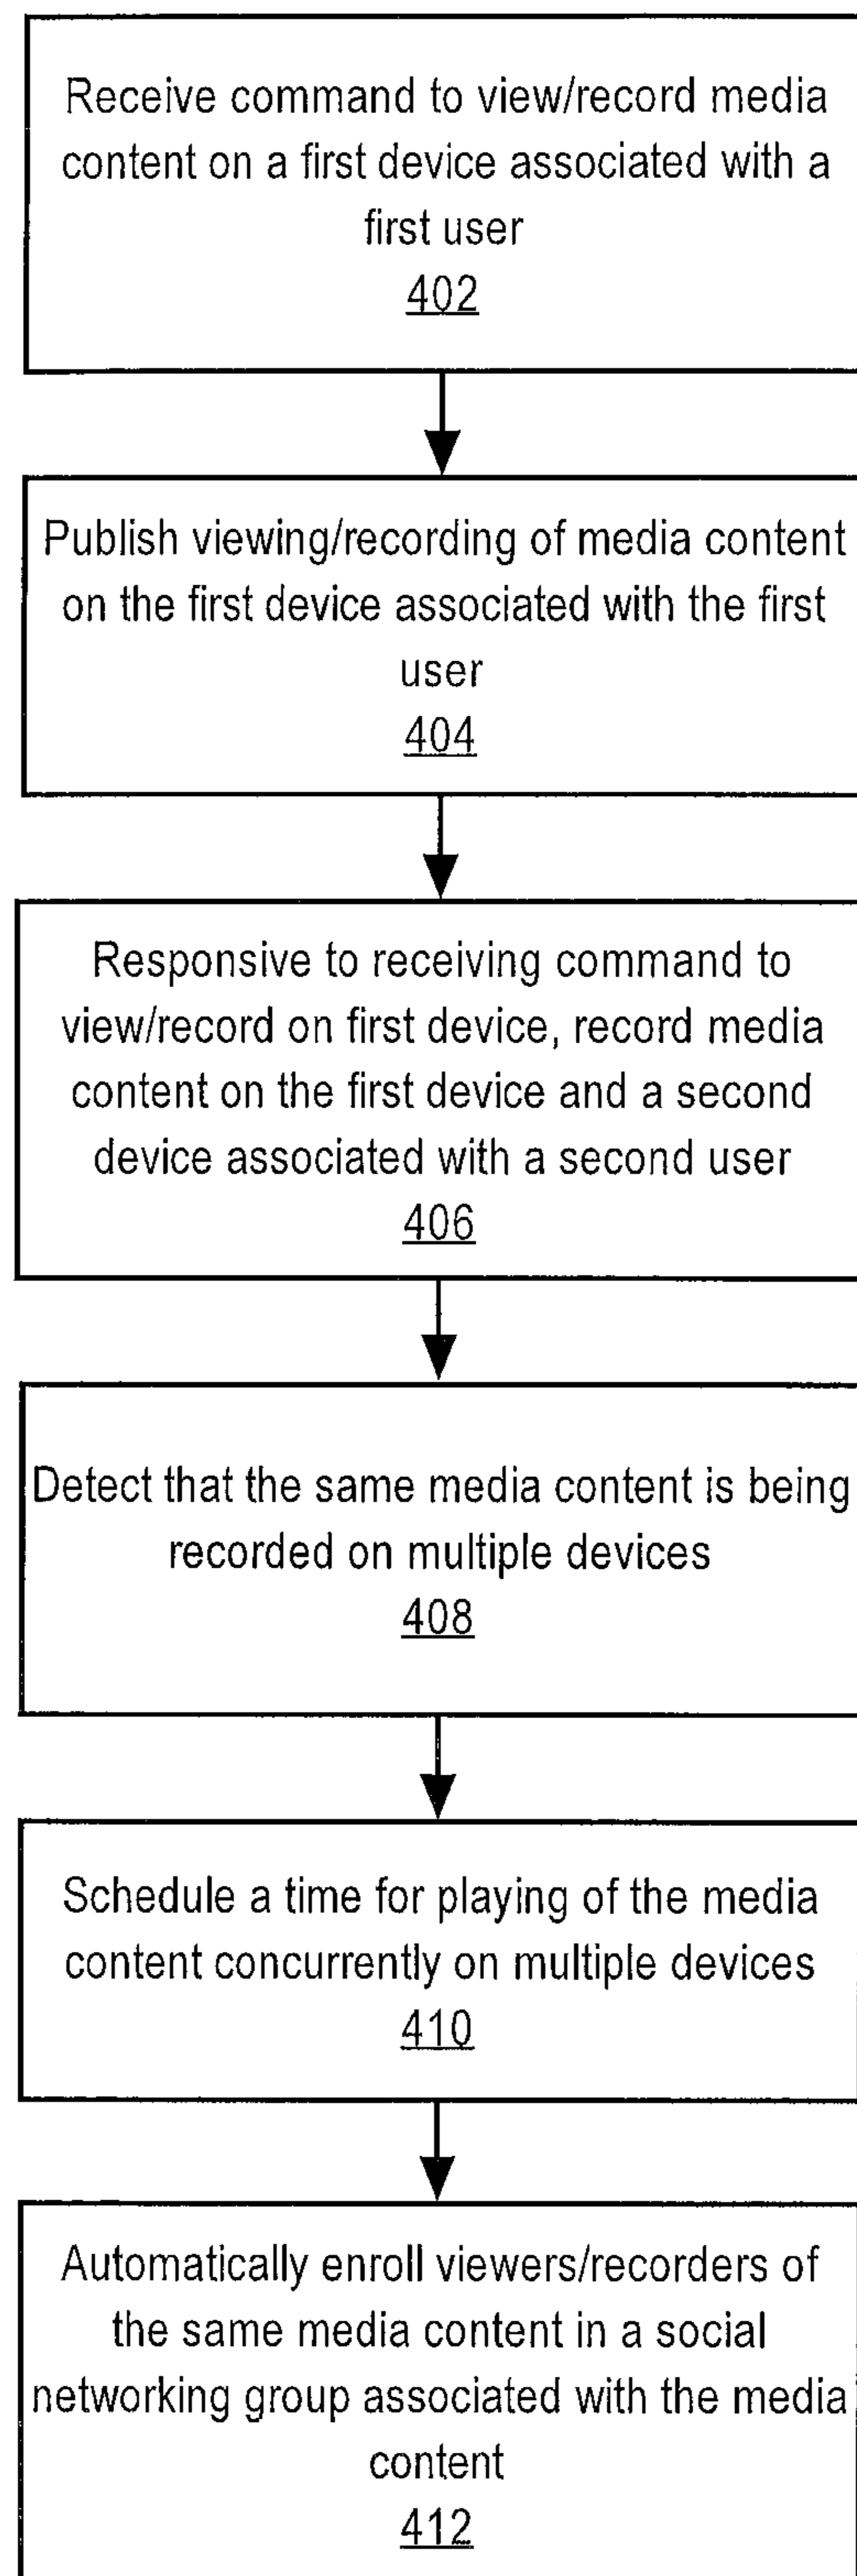 Receive command to view/record media
content on a first device associated with a
first user
402
Publish viewing/recording of media content
on the first device associated with the first
user
404
Responsive to receiving command to
view/record on first device, record media
content on the first device and a second
device associated with a second user
406
Detect that the same media content is being
recorded on multiple devices
408
Schedule a time for playing of the media
content concurrently on multiple devices
410
Automatically enroll viewers/recorders of
the same media content in a social
networking group associated with the media
content
412